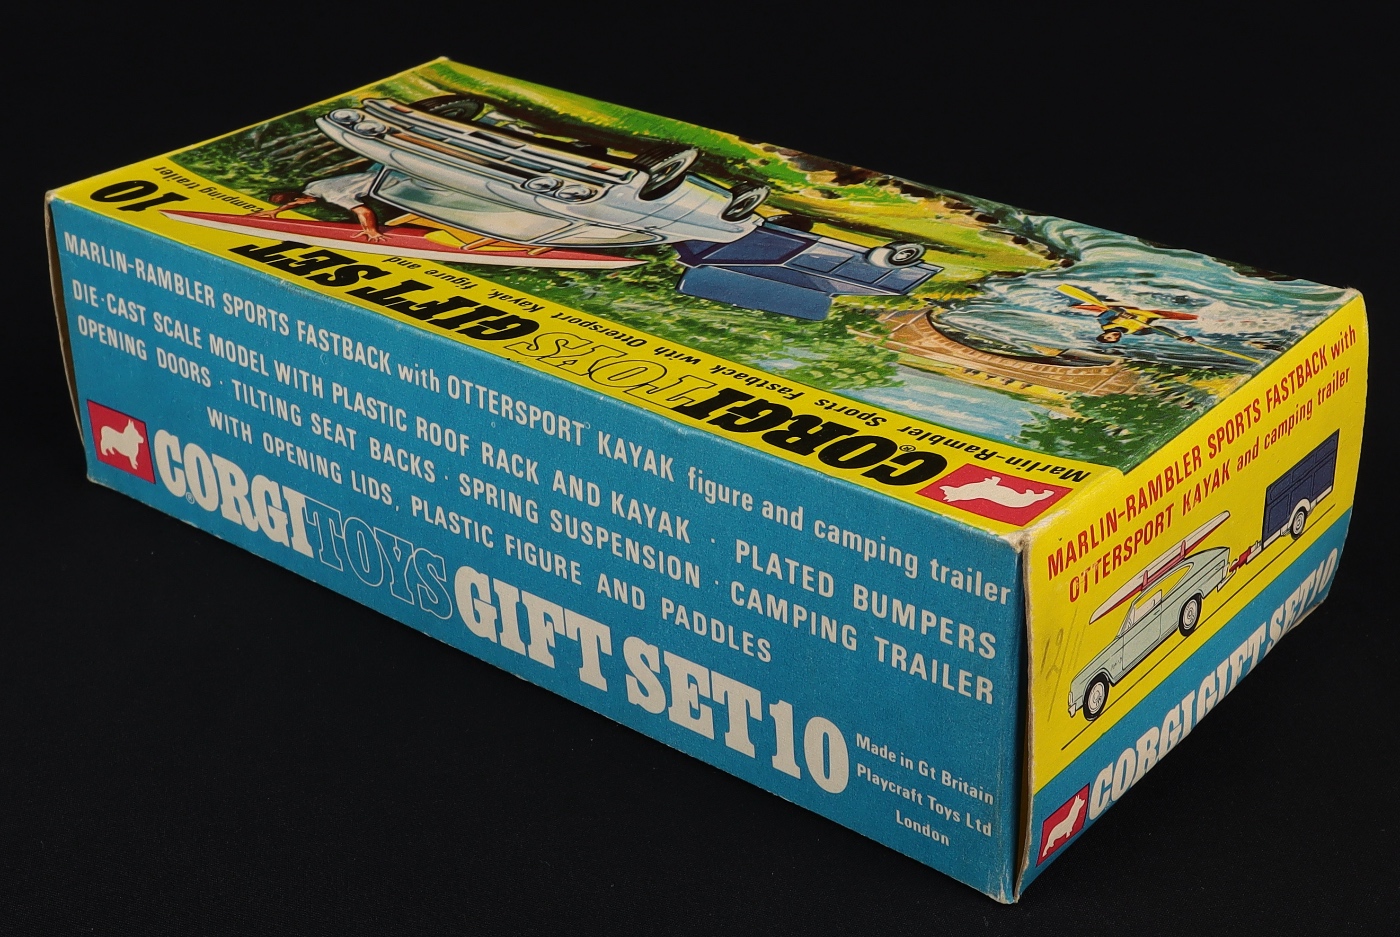 10
camping trailer
CORGI TOYS GIFT SET
Marlin-Rambler Sports Fastback with Ottersport Kayak, figure and
MARLIN-RAMBLER SPORTS FASTBACK with OTTERSPORT KAYAK figure and camping trailer
DIE-CAST SCALE MODEL WITH PLASTIC ROOF RACK AND KAYAK · PLATED BUMPERS
OPENING DOORS · TILTING SEAT BACKS · SPRING SUSPENSION · CAMPING TRAILER
WITH OPENING LIDS, PLASTIC FIGURE AND PADDLES
CORGI TOYS GIFT SET 10
Made in Gt Britain
Playcraft Toys Ltd
London
MARLIN-RAMBLER SPORTS FASTBACK with
OTTERSPORT KAYAK and camping trailer
CORGI GIFT SET 10